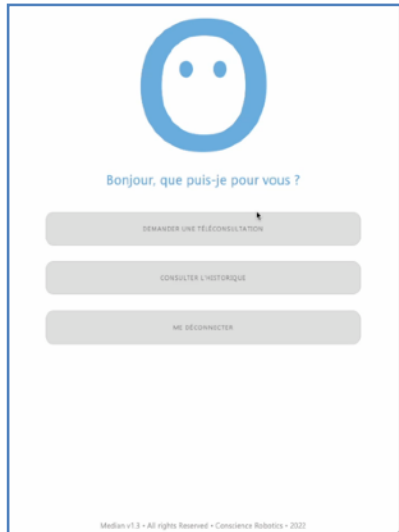 Bonjour, que puis-je pour vous ?
DEMANDER UNE TÉLÉCONSULTATION
CONSULTER L'HISTORIQUE
ME DÉCONNECTER
Median v1.3 • All rights Reserved • Conscience Robotics • 2022